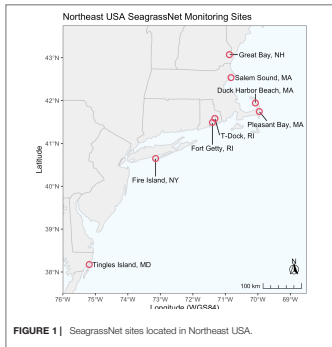 Northeast USA SeagrassNet Monitoring Sites
43°N
Great Bay, NH
Salem Sound, MA
Duck Harbor Beach, MA
42°N
Pleasant Bay, MA
T-Dock, RI
Fort Getty, RI
41°N
Latitude
Fire Island, NY
40°N
39°N
Tingles Island, MD
38°N
N
100 km
76°W 75°W 74°W 73°W 72°W 71°W 70°W 69°W
Longitude (WGS84)
FIGURE 1 | SeagrassNet sites located in Northeast USA.